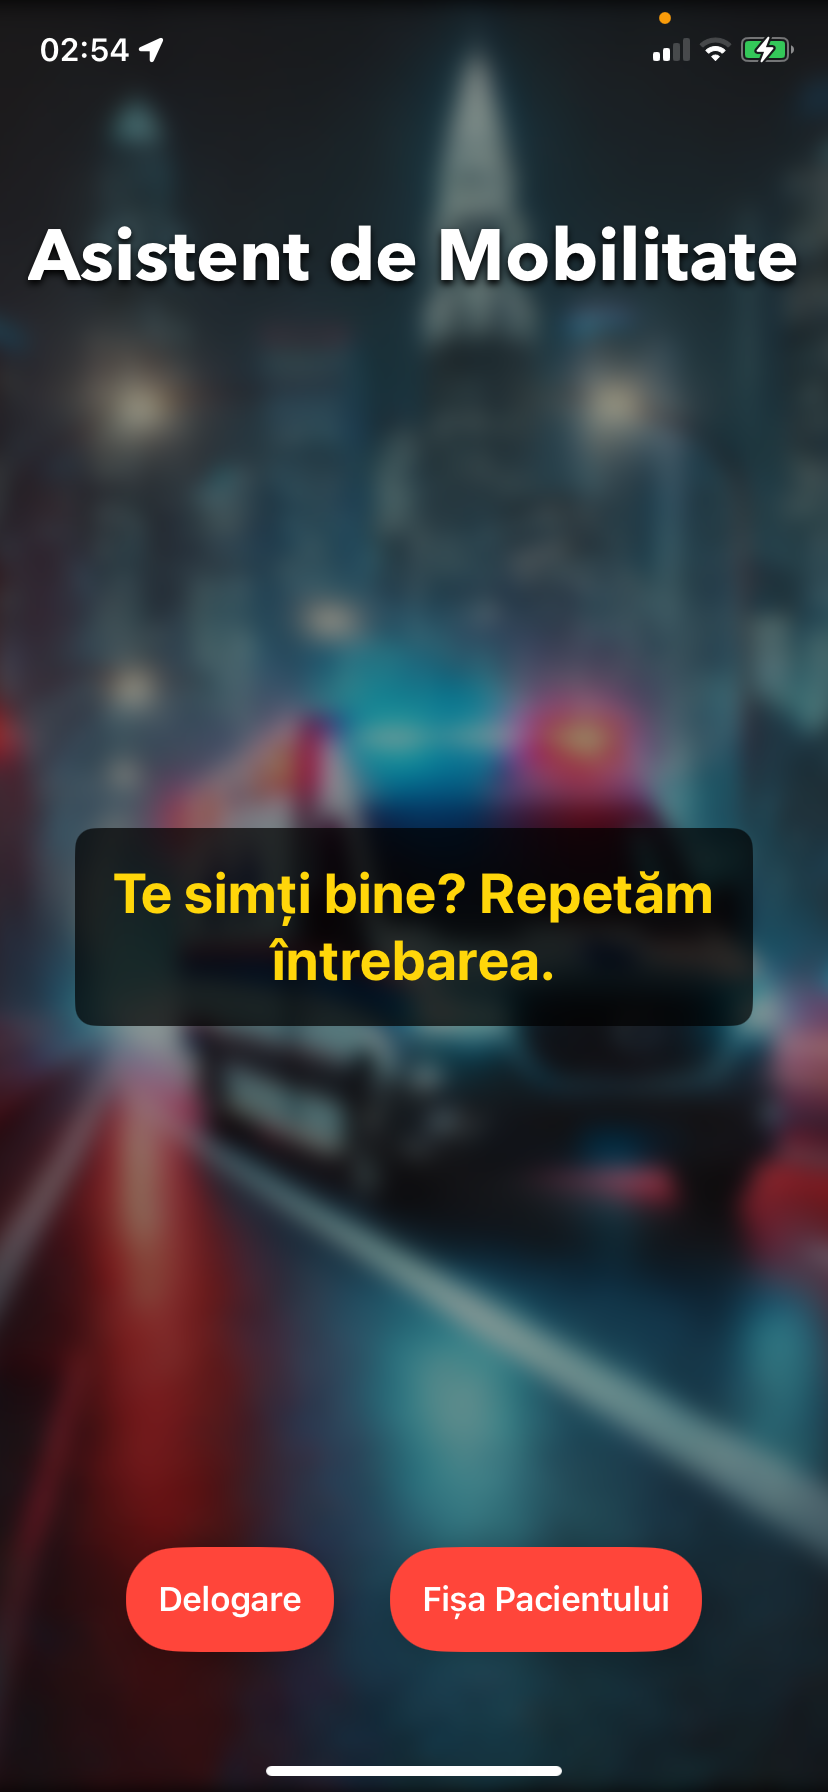 02:54
Asistent de Mobilitate
Te simți bine? Repetăm
întrebarea.
Delogare
Fișa Pacientului